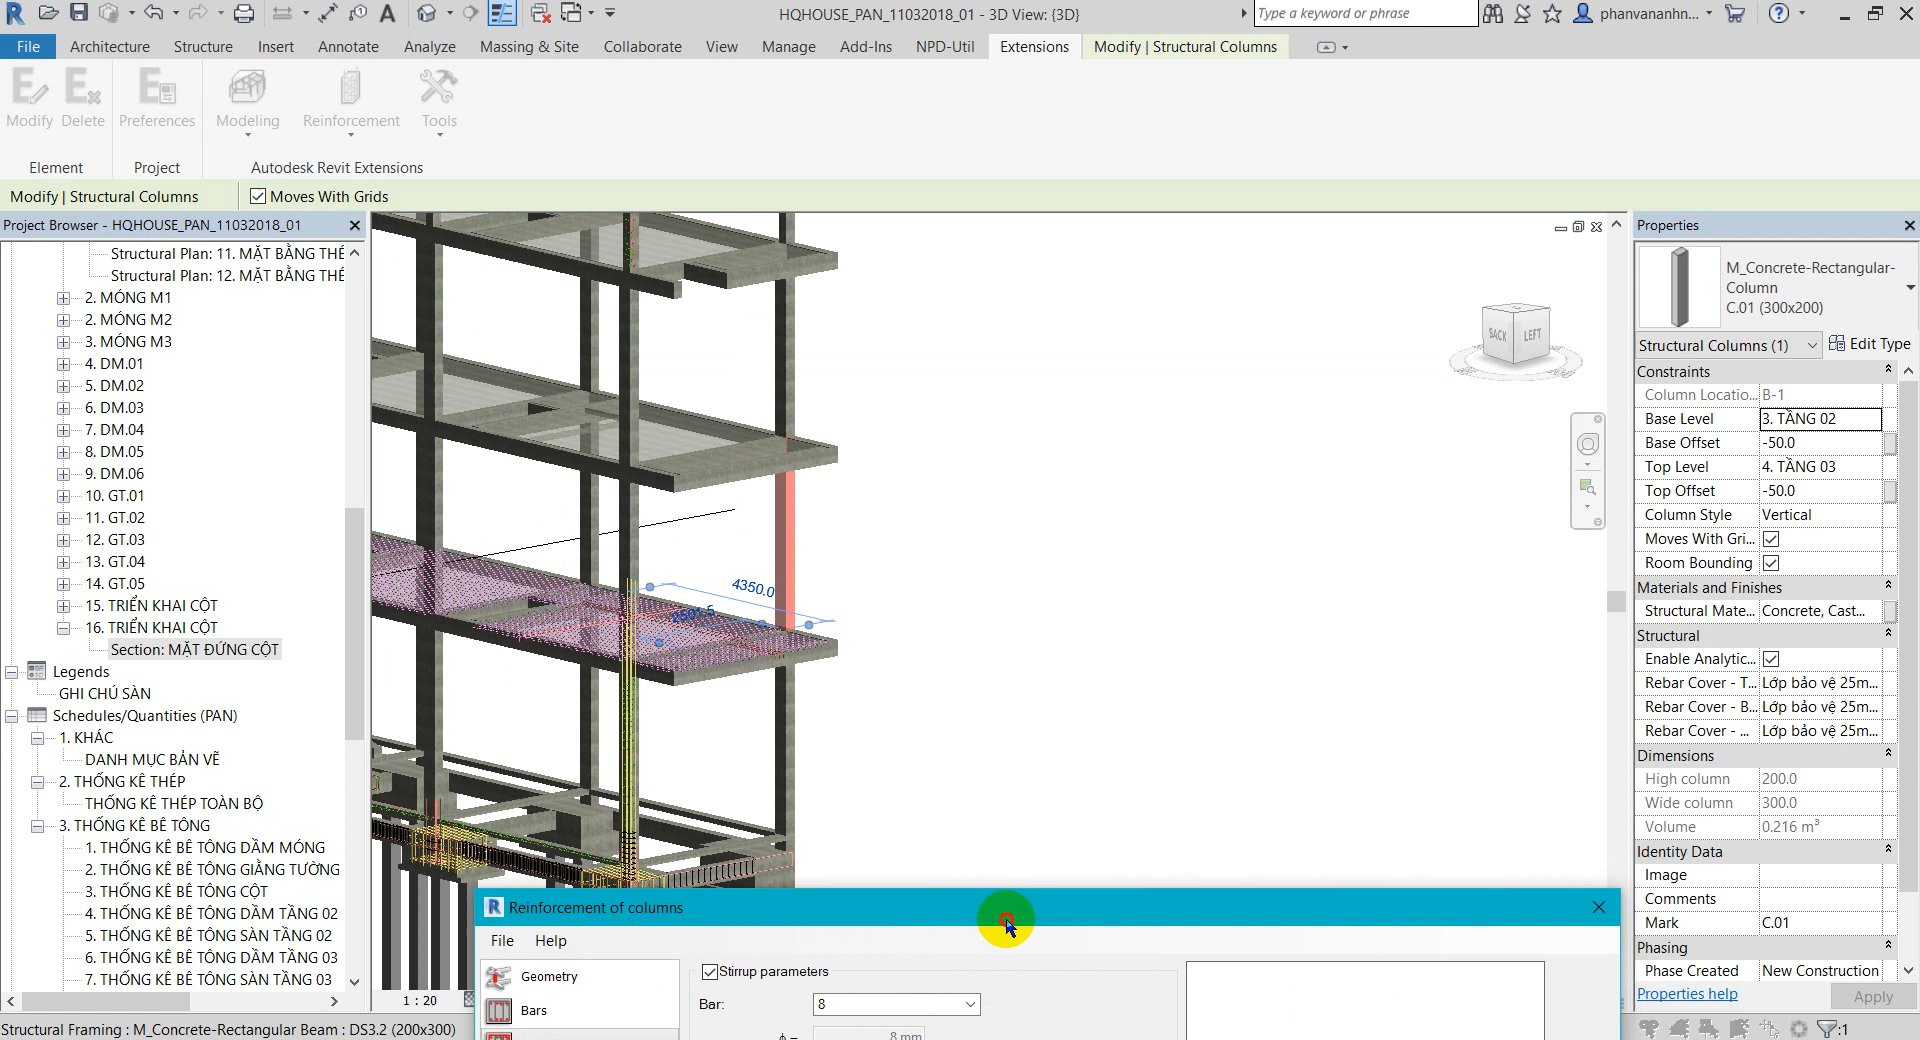 HQHOUSE_PAN_11032018_01 - 3D View: {3D}
Type a keyword or phrase
phanvananhn...
File
Architecture
Structure
Insert
Annotate
Analyze
Massing & Site
Collaborate
View
Manage
Add-Ins
NPD-Util
Extensions
Modify | Structural Columns
Modify
Delete
Preferences
Modeling
Reinforcement
Tools
Element
Project
Autodesk Revit Extensions
Modify | Structural Columns
Moves With Grids
Project Browser - HQHOUSE_PAN_11032018_01
Structural Plan: 11. MẶT BẰNG THÉ
Structural Plan: 12. MẶT BẰNG THÉ
2. MÓNG M1
2. MÓNG M2
3. MÓNG M3
4. DM.01
5. DM.02
6. DM.03
7. DM.04
8. DM.05
9. DM.06
10. GT.01
11. GT.02
12. GT.03
13. GT.04
14. GT.05
15. TRIỂN KHAI CỘT
16. TRIỂN KHAI CỘT
Section: MẶT ĐỨNG CỘT
Legends
GHI CHÚ SÀN
Schedules/Quantities (PAN)
1. KHÁC
DANH MỤC BẢN VẼ
2. THỐNG KÊ THÉP
THỐNG KÊ THÉP TOÀN BỘ
3. THỐNG KÊ BÊ TÔNG
1. THỐNG KÊ BÊ TÔNG DẦM MÓNG
2. THỐNG KÊ BÊ TÔNG GIẰNG TƯỜNG
3. THỐNG KÊ BÊ TÔNG CỘT
4. THỐNG KÊ BÊ TÔNG DẦM TẦNG 02
5. THỐNG KÊ BÊ TÔNG SÀN TẦNG 02
6. THỐNG KÊ BÊ TÔNG DẦM TẦNG 03
7. THỐNG KÊ BÊ TÔNG SÀN TẦNG 03
Structural Framing : M_Concrete-Rectangular Beam : DS3.2 (200x300)
BACK
LEFT
4350.0
1 : 20
Reinforcement of columns
File
Help
Geometry
Bars
Stirrup parameters
Bar:
8
ϕ =
8 mm
Properties
M_Concrete-Rectangular-
Column
C.01 (300x200)
Structural Columns (1)
Edit Type
Constraints
Column Locatio... B-1
Base Level 3. TẦNG 02
Base Offset -50.0
Top Level 4. TẦNG 03
Top Offset -50.0
Column Style Vertical
Moves With Gri...
Room Bounding
Materials and Finishes
Structural Mate... Concrete, Cast...
Structural
Enable Analytic...
Rebar Cover - T... Lớp bảo vệ 25m...
Rebar Cover - B... Lớp bảo vệ 25m...
Rebar Cover - ... Lớp bảo vệ 25m...
Dimensions
High column 200.0
Wide column 300.0
Volume 0.216 m³
Identity Data
Image
Comments
Mark C.01
Phasing
Phase Created New Construction
Properties help
Apply
:1